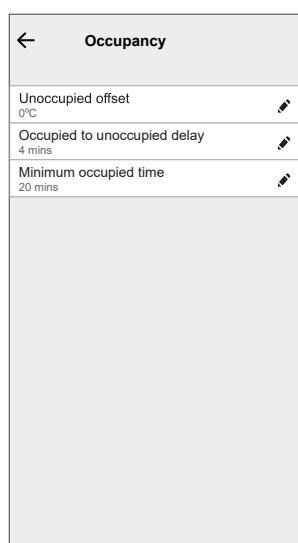 Occupancy
Unoccupied offset
0ºC
Occupied to unoccupied delay
4 mins
Minimum occupied time
20 mins